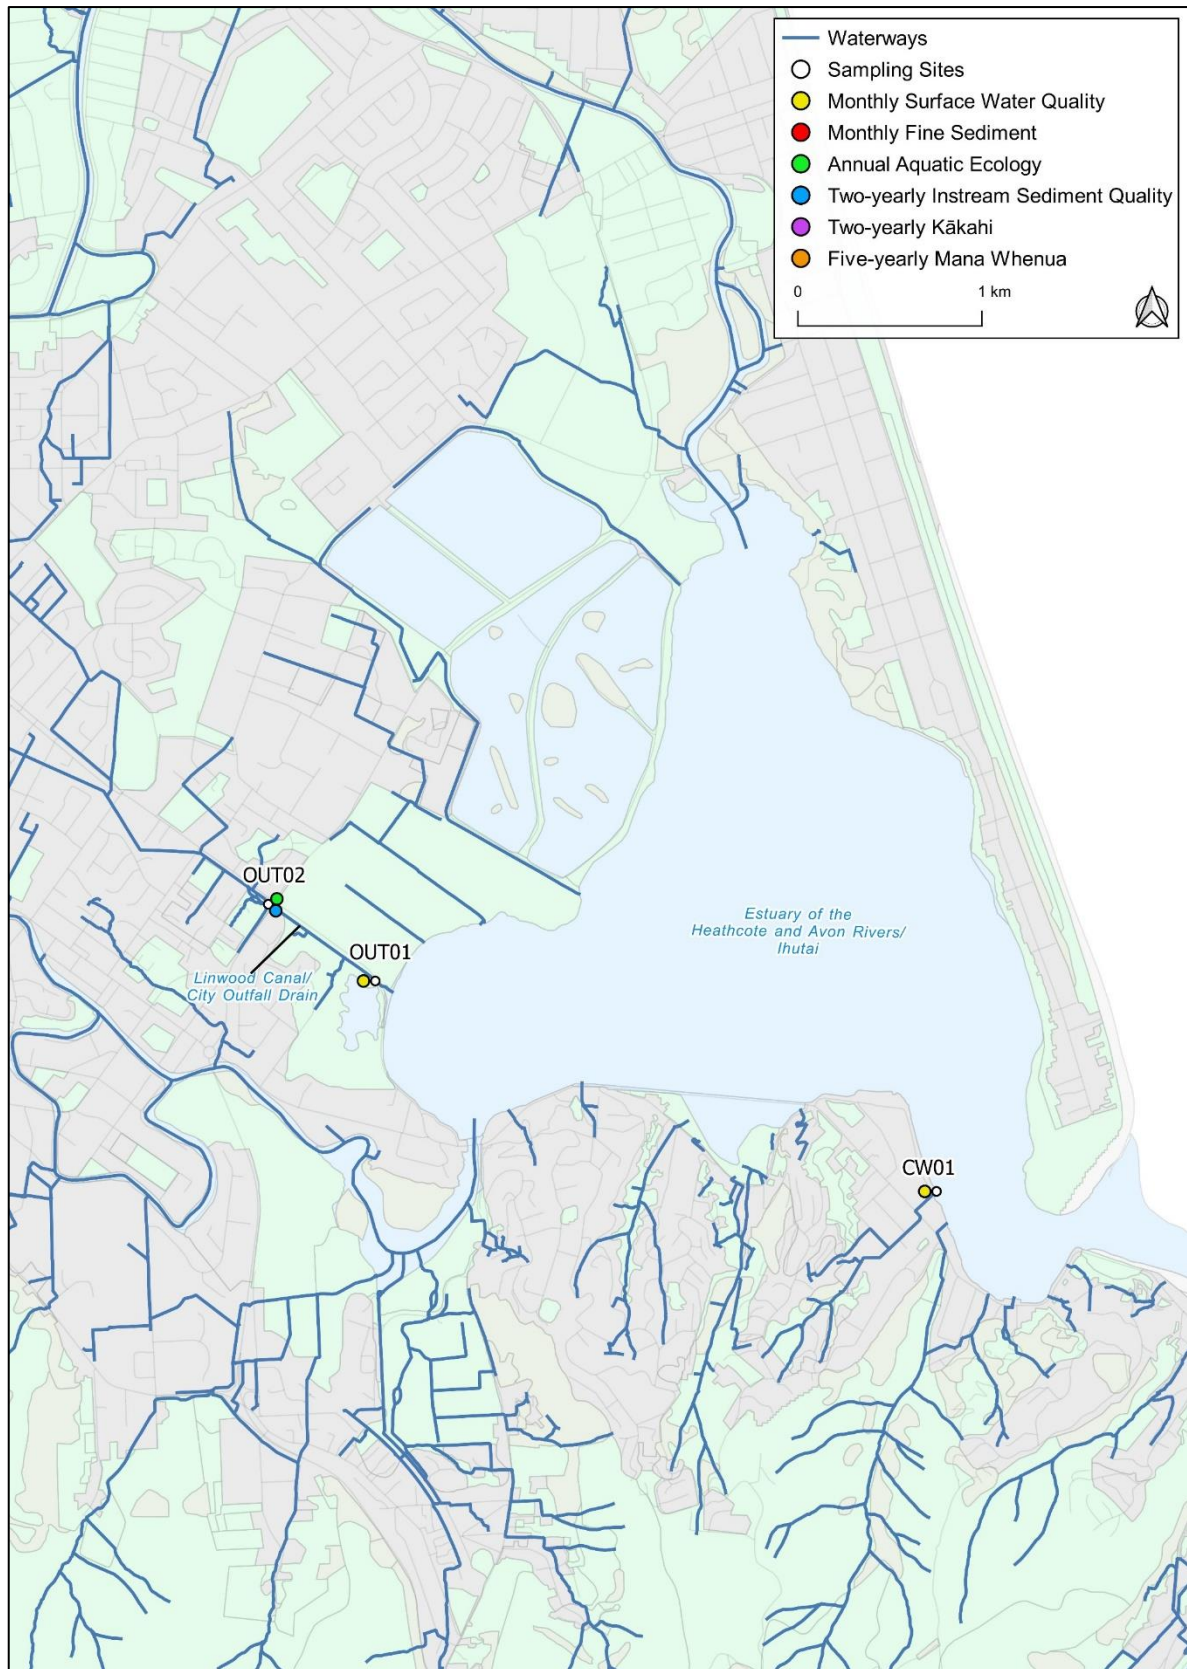 Waterways
Sampling Sites
Monthly Surface Water Quality
Monthly Fine Sediment
Annual Aquatic Ecology
Two-yearly Instream Sediment Quality
Two-yearly Kākahi
Five-yearly Mana Whenua
0 1 km
OUT02
OUT01
Linwood Canal/
City Outfall Drain
Estuary of the
Heathcote and Avon Rivers/
Ihutai
CW01